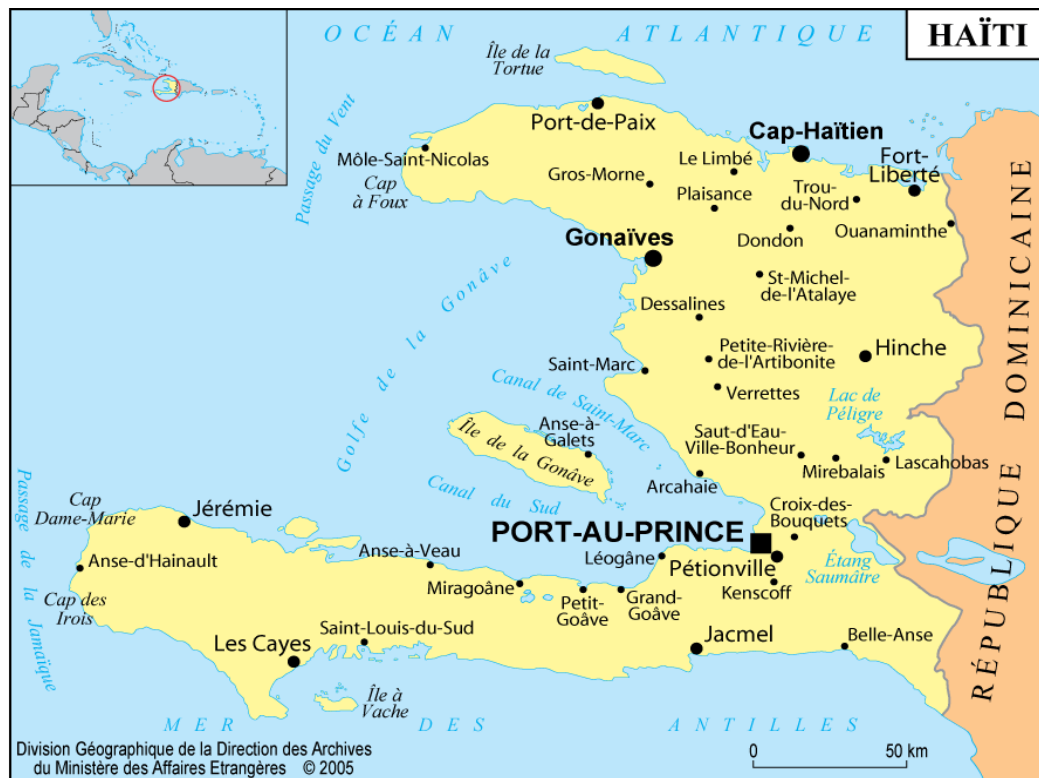 HAÏTI
OCÉAN ATLANTIQUE
Île de la
Tortue
Passage du Vent
Port-de-Paix
Cap-Haïtien
Môle-Saint-Nicolas
Cap
à Foux
Le Limbé
Fort-
Liberté
Gros-Morne
Plaisance
Trou-
du-Nord
Ouanaminthe
Dondon
Gonaïves
St-Michel-
de-l'Atalaye
Dessalines
Golfe de la Gonâve
Petite-Rivière-
de-l'Artibonite
Hinche
Saint-Marc
Verrettes
Canal de Saint-Marc
Lac de
Péligre
Anse-à-
Galets
Île de la Gonâve
Saut-d'Eau-
Ville-Bonheur
Mirebalais
Lascahobas
Arcahaie
Canal du Sud
Croix-des-
Bouquets
PORT-AU-PRINCE
Passage de la Jamaïque
Cap
Dame-Marie
Jérémie
Anse-à-Veau
Léogâne
Pétionville
Étang
Saumâtre
Anse-d'Hainault
Miragoâne
Kenscoff
Cap des
Irois
Petit-
Goâve
Grand-
Goâve
Saint-Louis-du-Sud
Les Cayes
Jacmel
Belle-Anse
Île à
Vache
MER DES ANTILLES
RÉPUBLIQUE DOMINICAINE
Division Géographique de la Direction des Archives
du Ministère des Affaires Etrangères © 2005
0 50 km